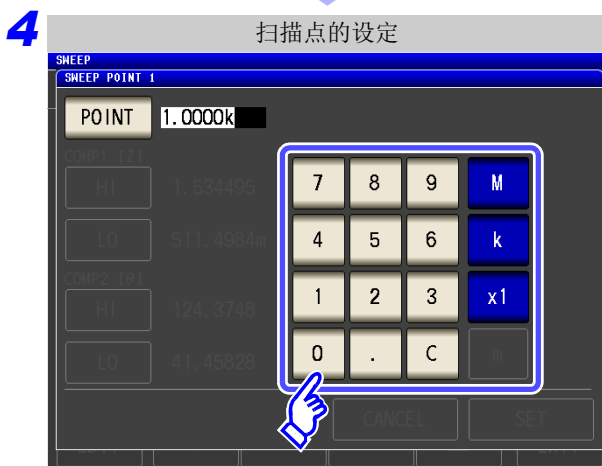 4
扫描点的设定
SWEEP
SWEEP POINT 1
POINT 1.0000k
COMP1 [Z]
HI 1.534495
LO 511.4984m
COMP2 [θ]
HI 124.3748
LO 41.45828
7 8 9 M
4 5 6 k
1 2 3 x1
0 . C m
CANCEL SET